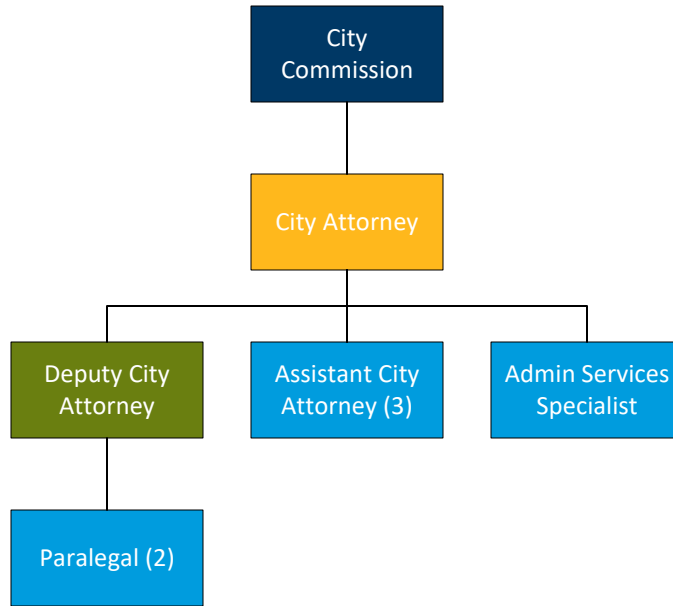 City
Commission
City Attorney
Deputy City
Attorney
Assistant City
Attorney (3)
Admin Services
Specialist
Paralegal (2)